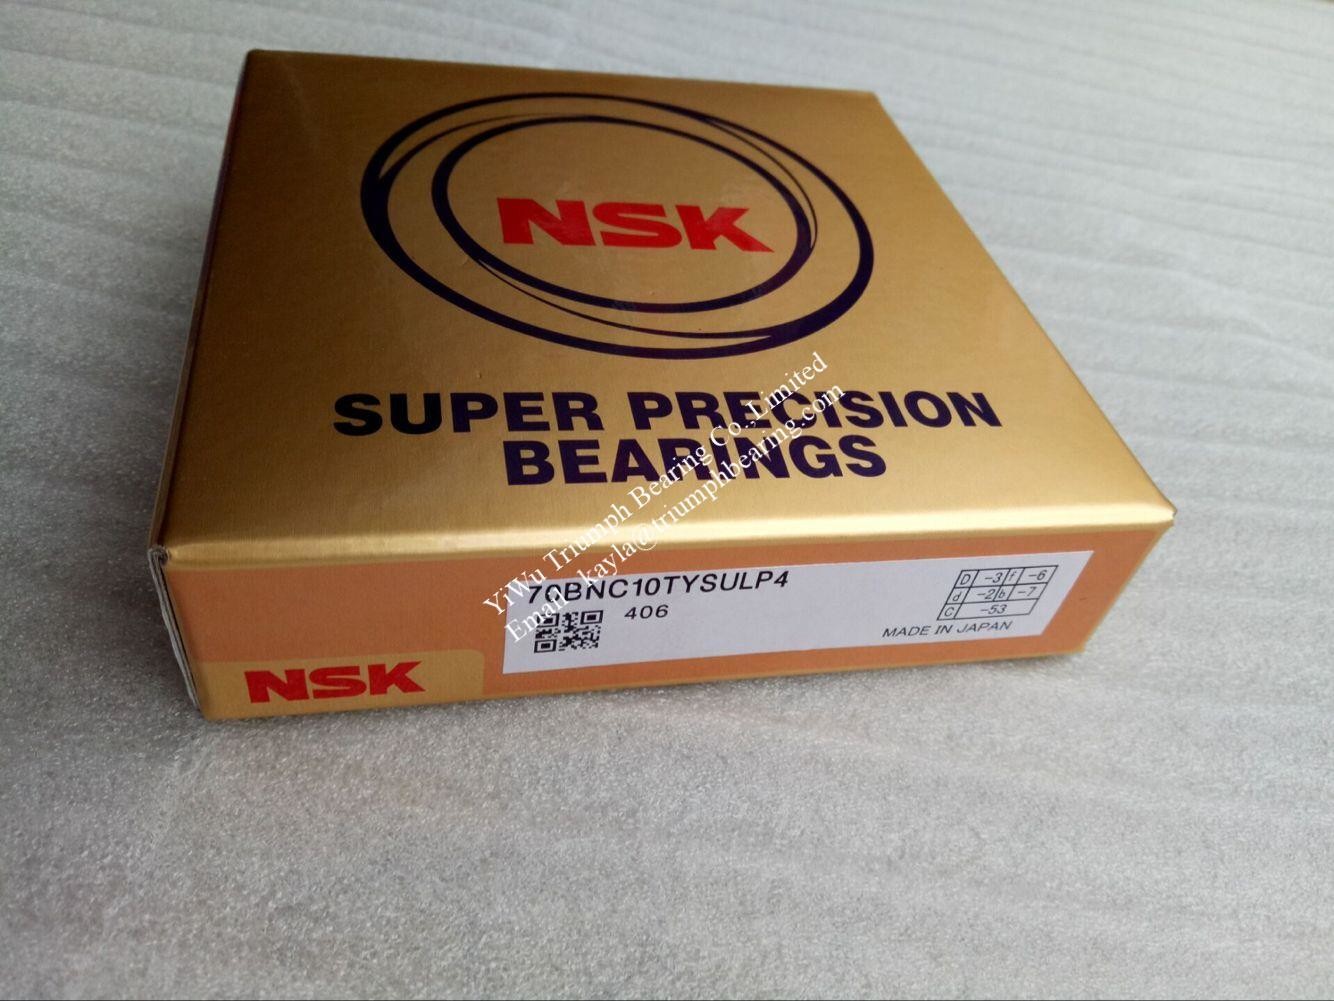 NSK
SUPER PRECISION
BEARINGS
YiWu Triumph Bearing Co.,Limited
Email: kayla@triumphbearing.com
70BNC10TYSULP4
406
D -3 f -6
d -2 b -7
C -53
MADE IN JAPAN
NSK